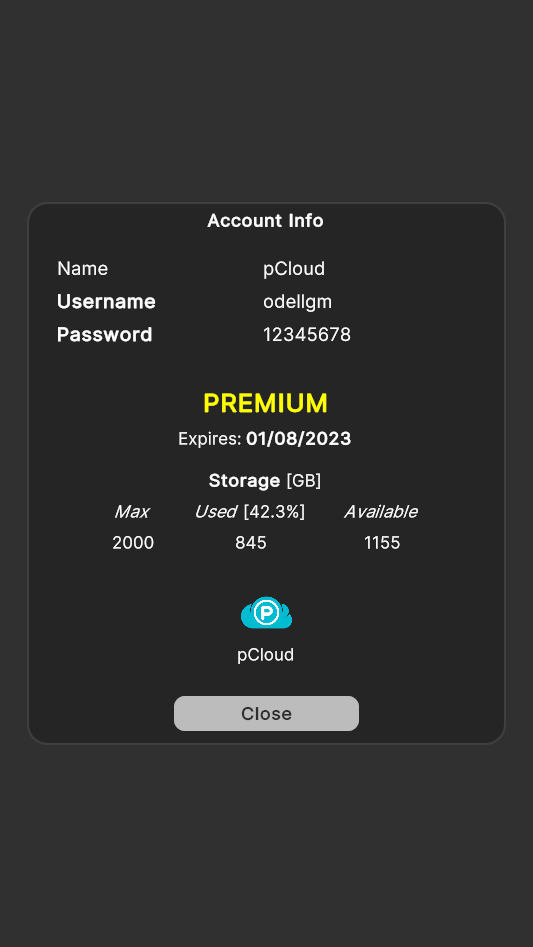 Account Info
Name pCloud
Username odellgm
Password 12345678
PREMIUM
Expires: 01/08/2023
Storage [GB]
Max Used [42.3%] Available
2000 845 1155
P
pCloud
Close